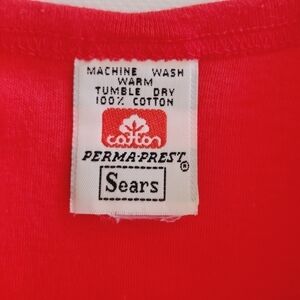 MACHINE WASH
WARM
TUMBLE DRY
100% COTTON
cotton
PERMA-PREST®
Sears